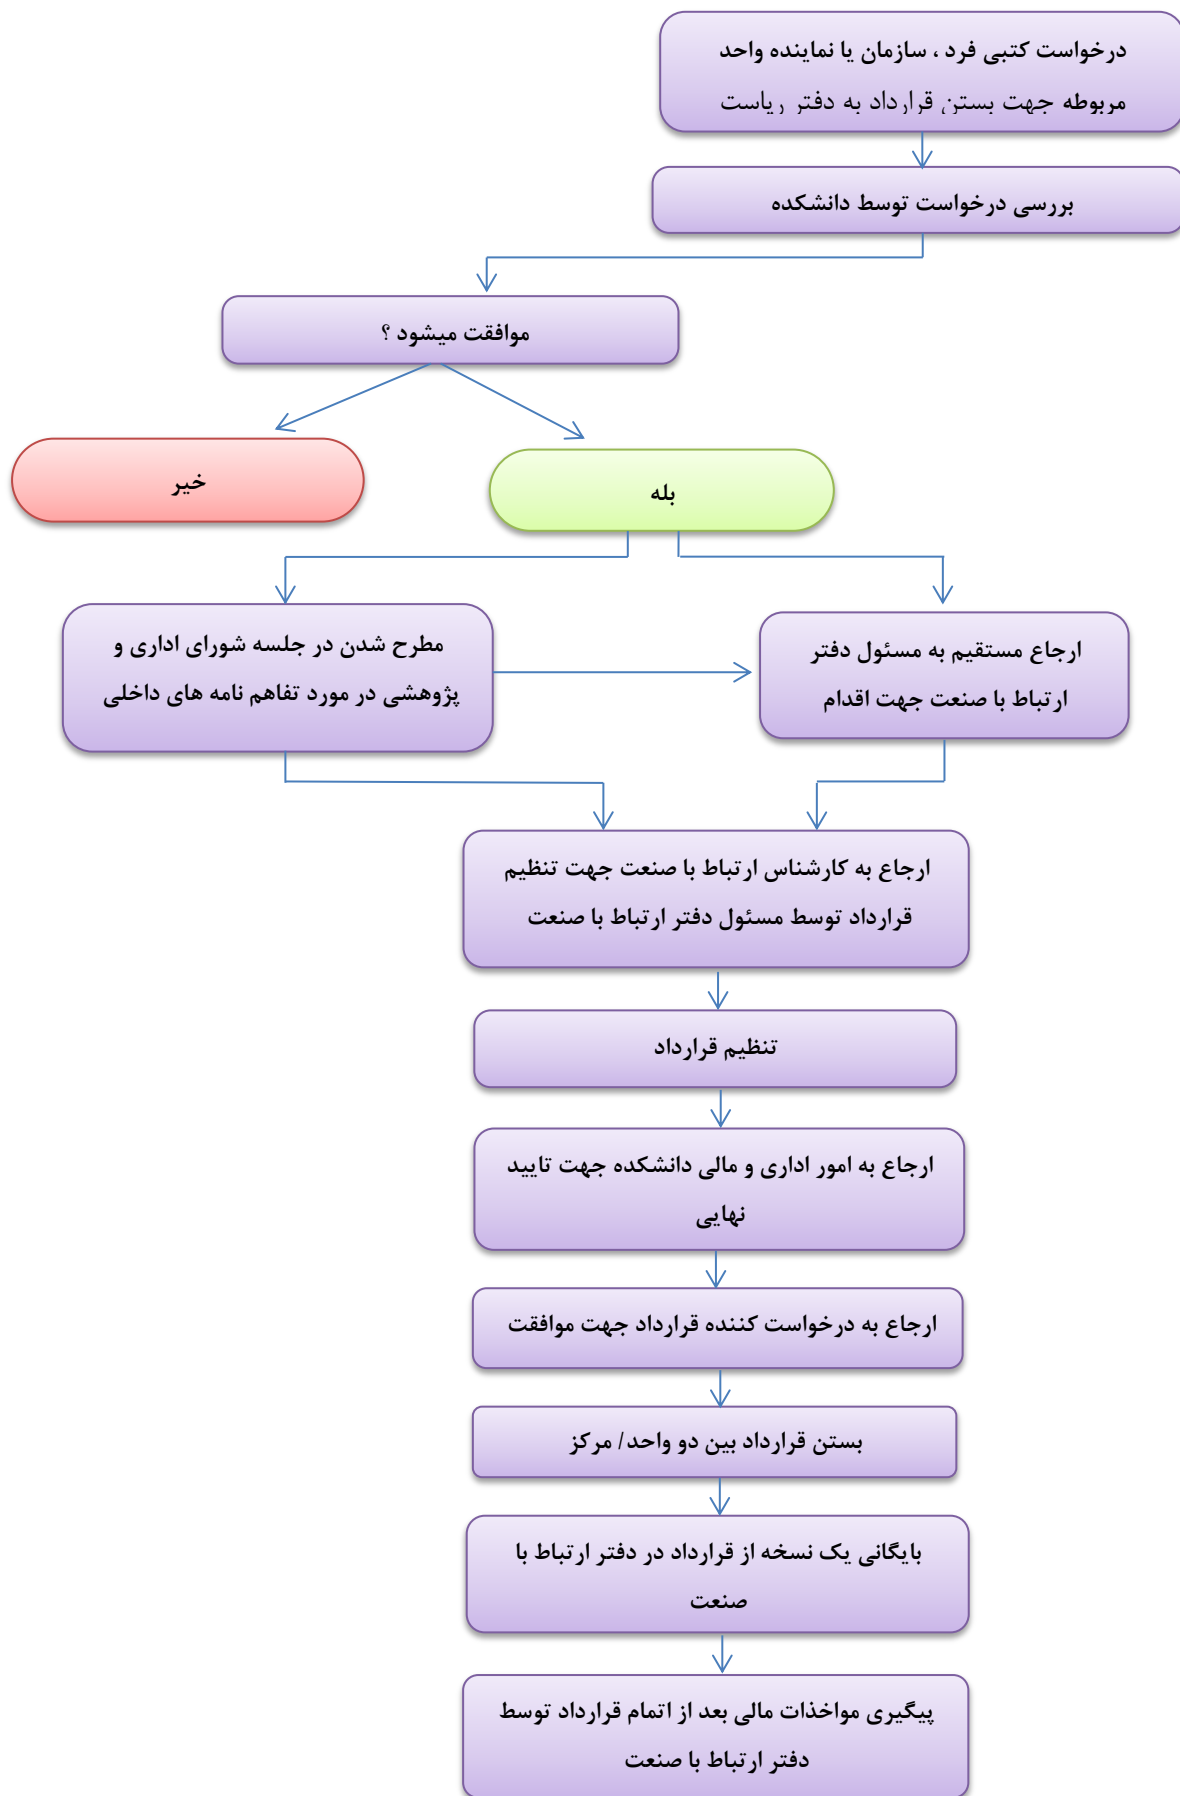 درخواست کتبی فرد ، سازمان یا نماینده واحد
مربوطه جهت بستن قرارداد به دفتر ریاست
بررسی درخواست توسط دانشکده
موافقت میشود ؟
خیر
بله
ارجاع مستقیم به مسئول دفتر
ارتباط با صنعت جهت اقدام
مطرح شدن در جلسه شورای اداری و
پژوهشی در مورد تفاهم نامه های داخلی
ارجاع به کارشناس ارتباط با صنعت جهت تنظیم
قرارداد توسط مسئول دفتر ارتباط با صنعت
تنظیم قرارداد
ارجاع به امور اداری و مالی دانشکده جهت تایید
نهایی
ارجاع به درخواست کننده قرارداد جهت موافقت
بستن قرارداد بین دو واحد/ مرکز
بایگانی یک نسخه از قرارداد در دفتر ارتباط با
صنعت
پیگیری مواخذات مالی بعد از اتمام قرارداد توسط
دفتر ارتباط با صنعت